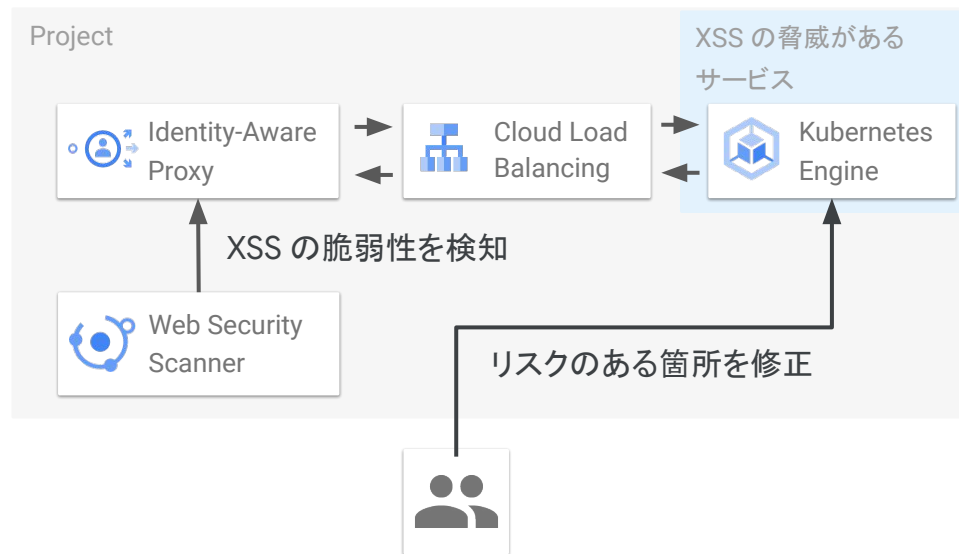 Project
XSS の脅威がある
サービス
Identity-Aware
Proxy
Cloud Load
Balancing
Kubernetes
Engine
XSS の脆弱性を検知
Web Security
Scanner
リスクのある箇所を修正